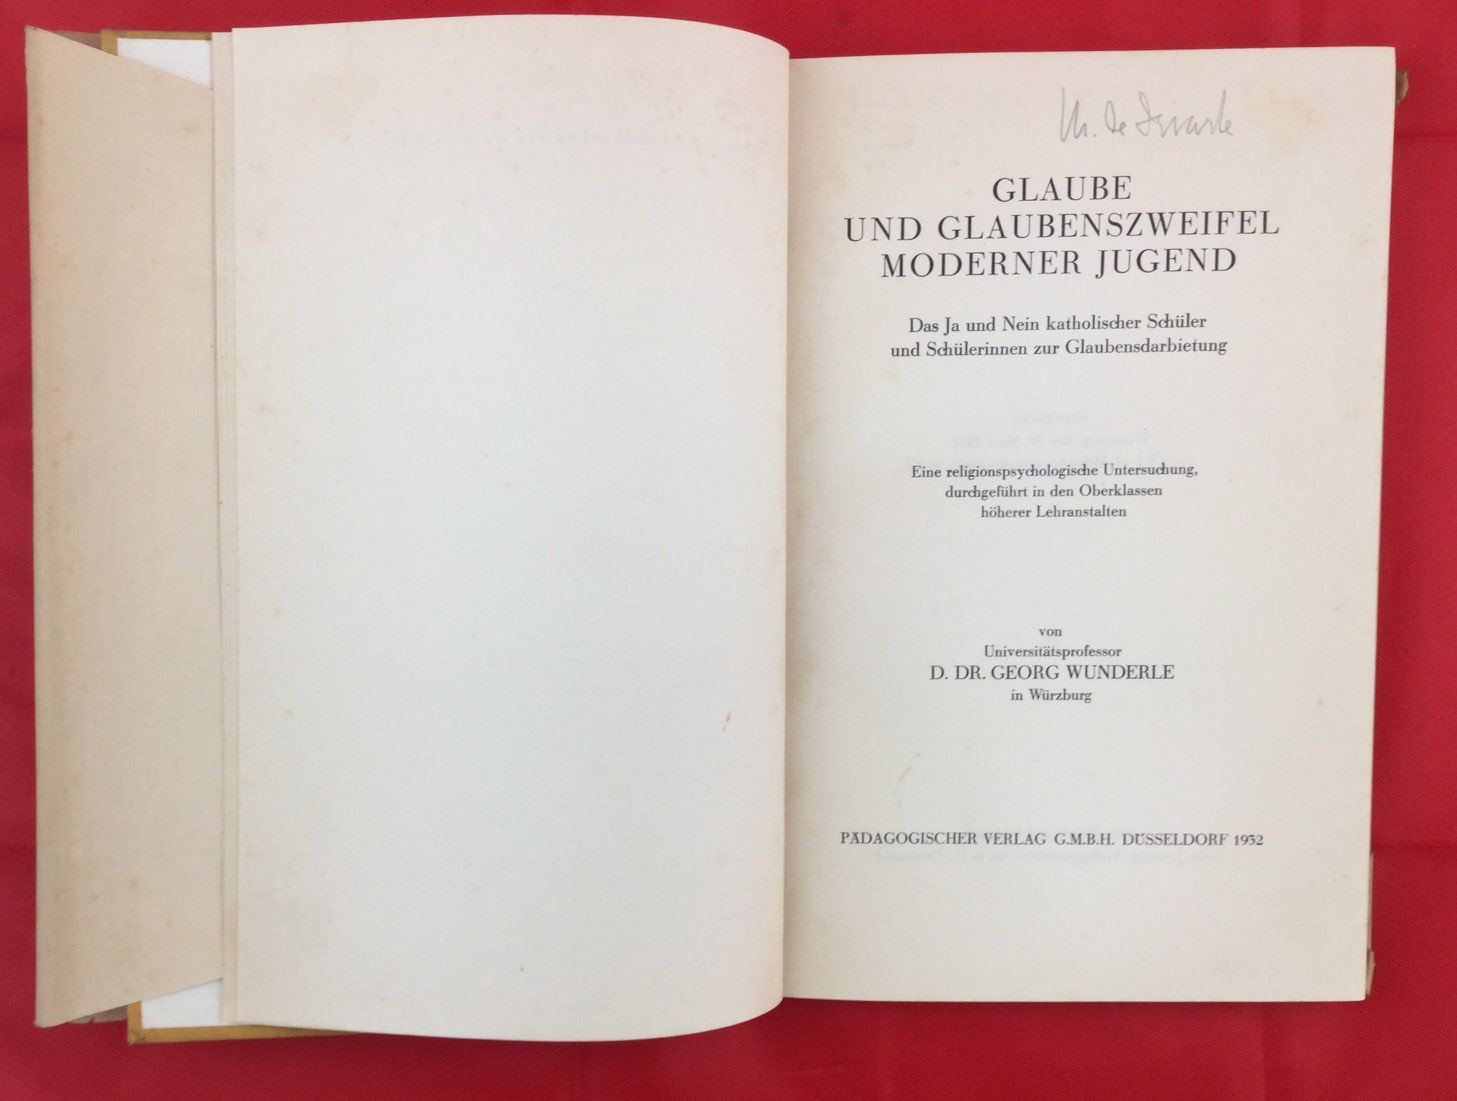 GLAUBE
UND GLAUBENSZWEIFEL
MODERNER JUGEND
Das Ja und Nein katholischer Schüler
und Schülerinnen zur Glaubensdarbietung
Eine religionspsychologische Untersuchung,
durchgeführt in den Oberklassen
höherer Lehranstalten
von
Universitätsprofessor
D. DR. GEORG WUNDERLE
in Würzburg
PÄDAGOGISCHER VERLAG G.M.B.H. DÜSSELDORF 1932